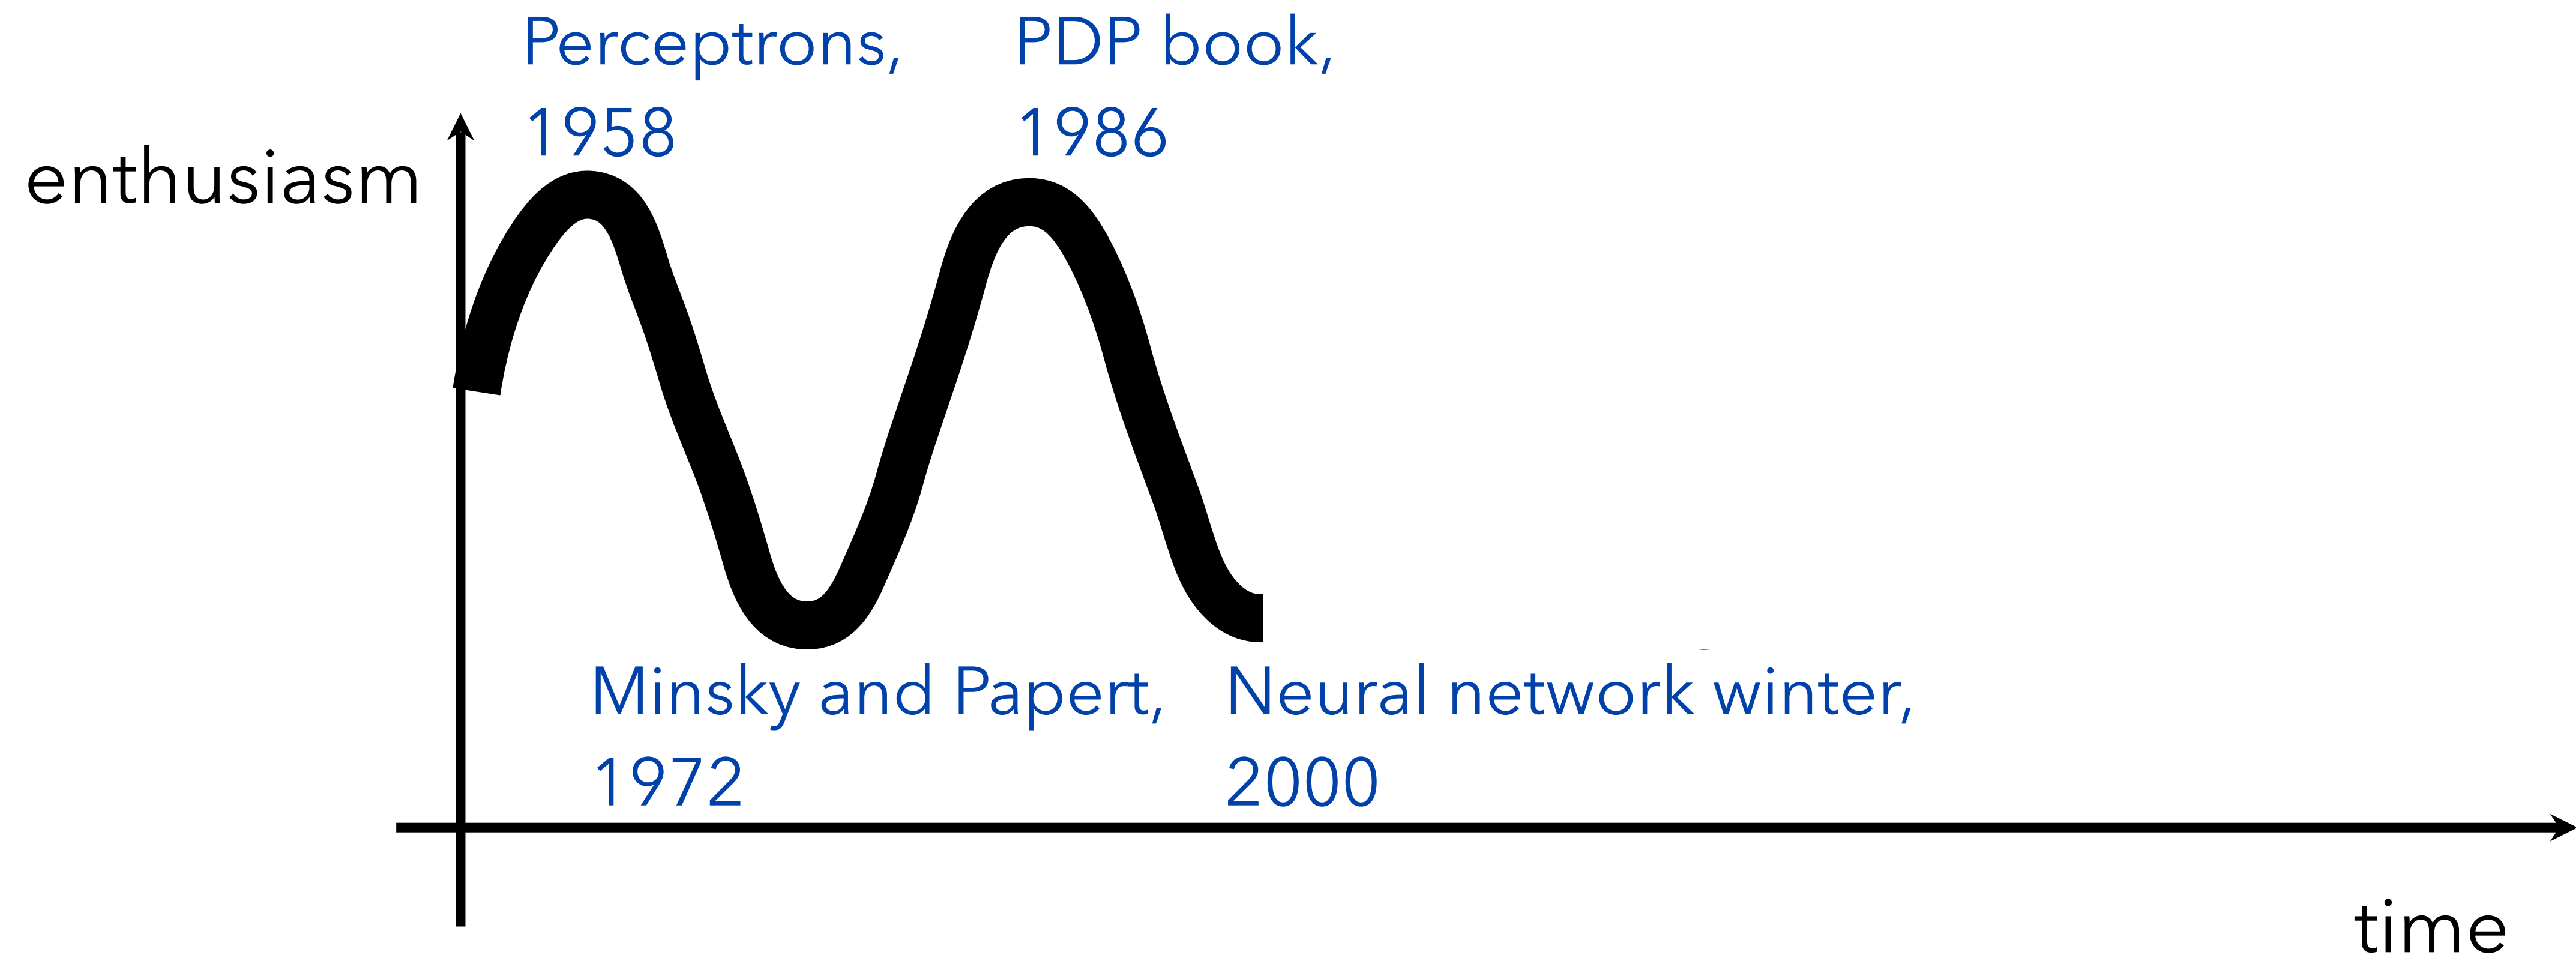 Perceptrons,
1958
PDP book,
1986
enthusiasm
Minsky and Papert,
1972
Neural network winter,
2000
time